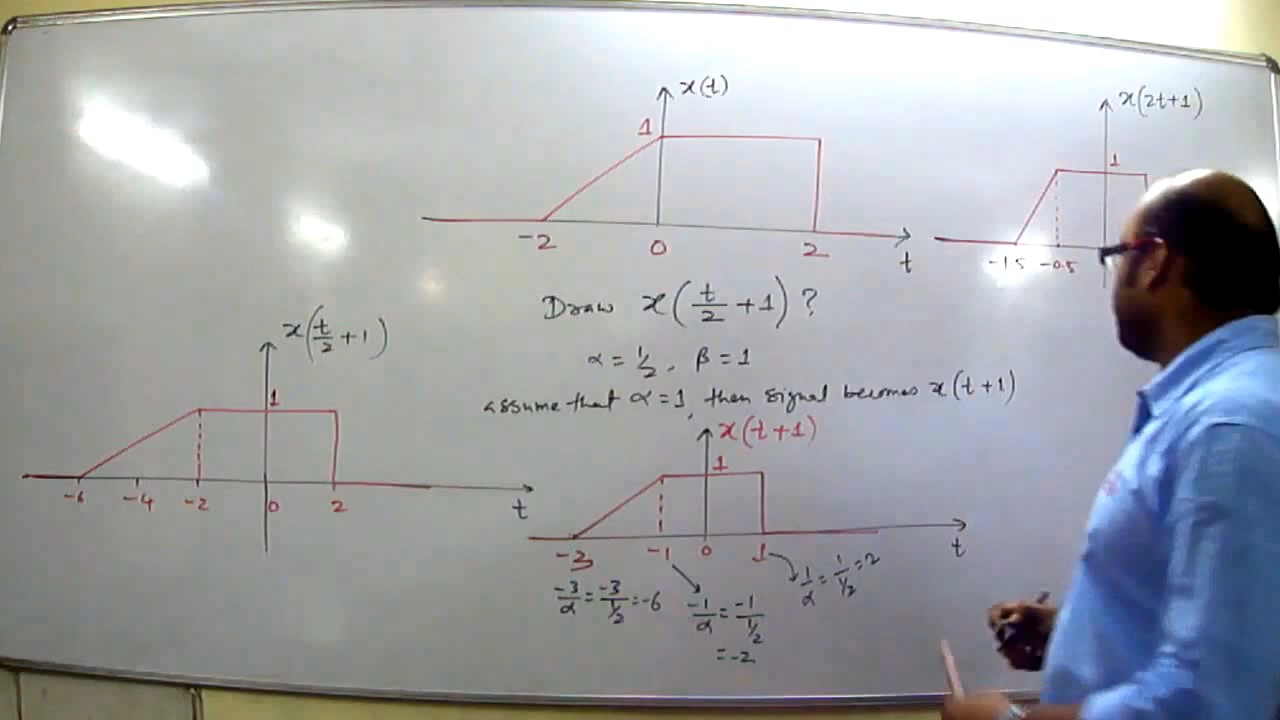 x(t)
1
-2 0 2 t
x(2t+1)
1
-1.5 -0.5
Draw x(t/2 + 1) ?
α = 1/2, β = 1
assume that α = 1, then signal becomes x(t+1)
x(t/2 + 1)
1
-6 -4 -2 0 2 t
x(t+1)
1
-3 -1 0 1 t
-3/α = -3/1/2 = -6
-1/α = -1/1/2
= -2
1/α = 1/1/2 = 2